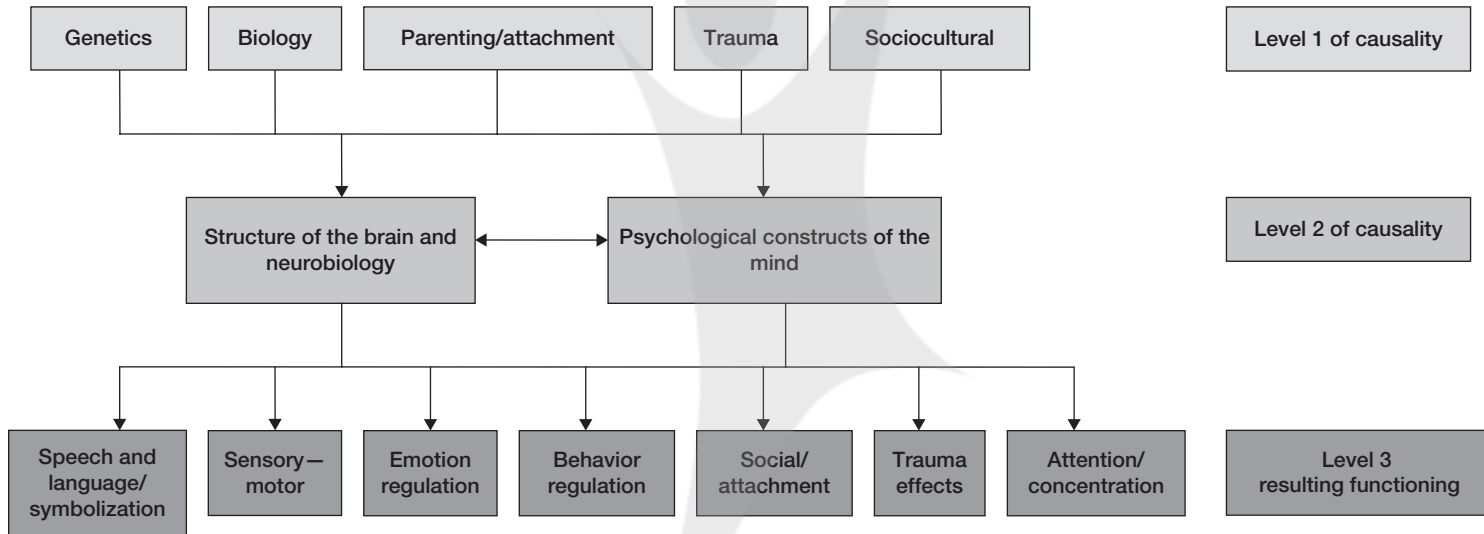 Genetics
Biology
Parenting/attachment
Trauma
Sociocultural
Level 1 of causality
Structure of the brain and
neurobiology
Psychological constructs of the
mind
Level 2 of causality
Speech and
language/
symbolization
Sensory—
motor
Emotion
regulation
Behavior
regulation
Social/
attachment
Trauma
effects
Attention/
concentration
Level 3
resulting functioning